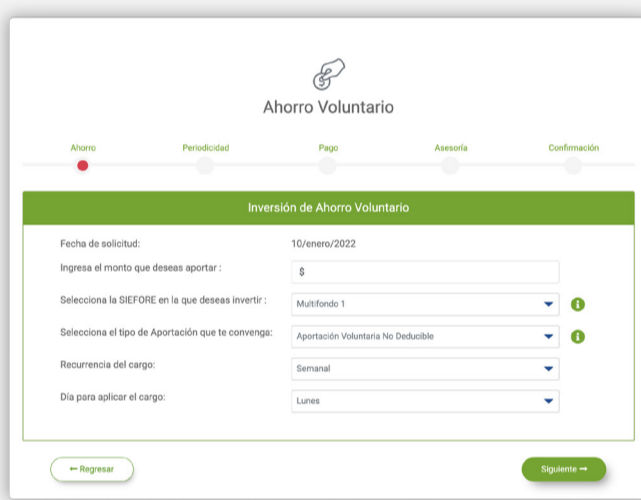 Ahorro Voluntario
Ahorro Periodicidad Pago Asesoría Confirmación
Inversión de Ahorro Voluntario
Fecha de solicitud: 10/enero/2022
Ingresa el monto que deseas aportar : $
Selecciona la SIEFORE en la que deseas invertir : Multifondo 1
Selecciona el tipo de Aportación que te convenga: Aportación Voluntaria No Deducible
Recurrencia del cargo: Semanal
Día para aplicar el cargo: Lunes
← Regresar Siguiente →